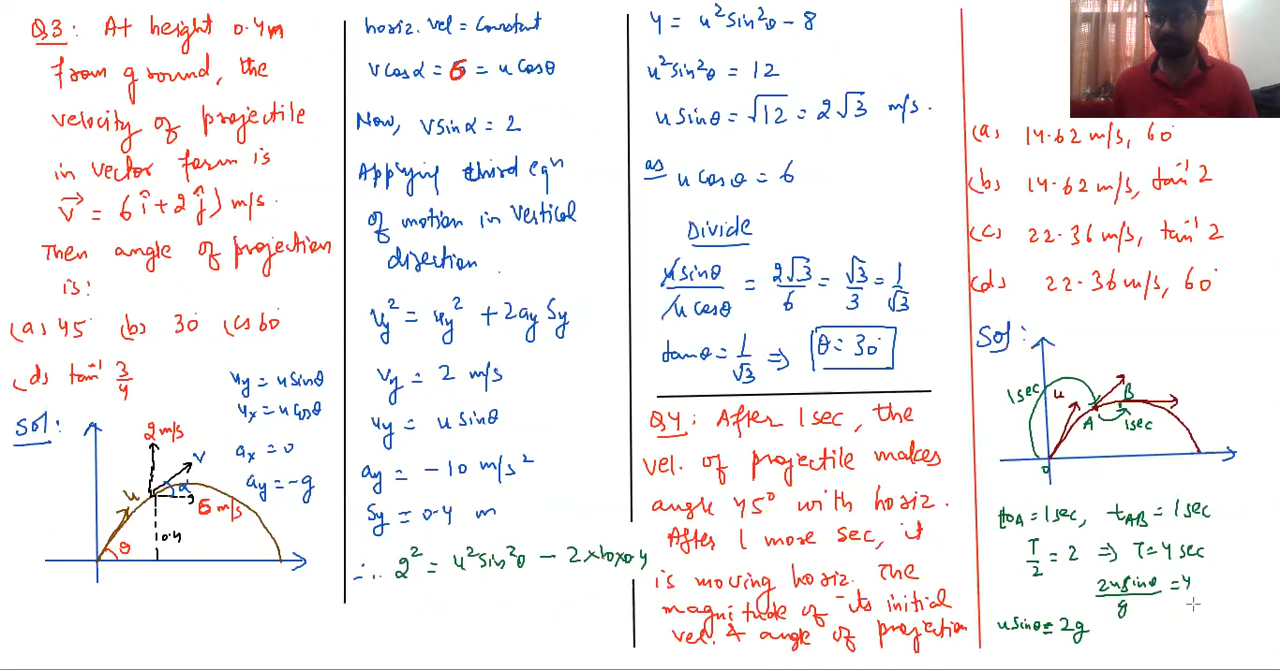 Q3: At height 0.4m
from ground, the
velocity of projectile
in vector form is
v⃗ = 6î+2ĵ) m/s.
Then angle of projection
is:
(a) 45° (b) 30° (c) 60°
(d) tan⁻¹ 3/4
uy = u sinθ
ux = u cosθ
ax = 0
ay = -g
Sol:
2 m/s
v
u
α
6 m/s
θ
0.4
horiz. vel = Constant
v cosα = 6 = u cosθ
Now, v sinα = 2
Applying third eqn
of motion in vertical
direction.
vy² = uy² + 2ay Sy
vy = 2 m/s
uy = u sinθ
ay = -10 m/s²
Sy = 0.4 m
∴ 2² = u² sin²θ - 2×10×0.4
4 = u² sin²θ - 8
u² sin²θ = 12
u sinθ = √12 = 2√3 m/s.
as u cosθ = 6
Divide
u sinθ / u cosθ = 2√3/6 = √3/3 = 1/√3
tanθ = 1/√3 ⇒ θ = 30°
Q4: After 1 sec, the
vel. of projectile makes
angle 45° with horiz.
After 1 more sec, it
is moving horiz. The
magnitude of its initial
vel. & angle of projection
(a) 14.62 m/s, 60°
(b) 14.62 m/s, tan⁻¹ 2
(c) 22.36 m/s, tan⁻¹ 2
(d) 22.36 m/s, 60°
Sol:
1sec
u
A
B
1sec
O
tOA = 1sec, tAB = 1sec
T/2 = 2 ⇒ T = 4 sec
2u sinθ / g = 4
u sinθ = 2g